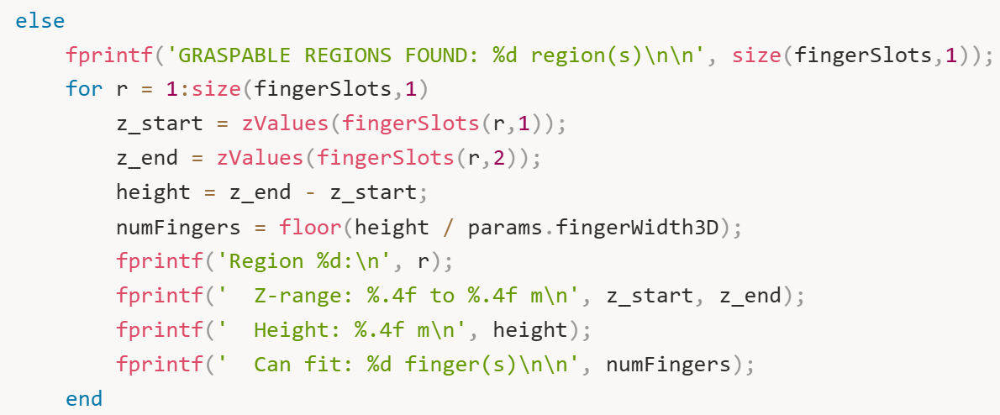 else
    fprintf('GRASPABLE REGIONS FOUND: %d region(s)\n\n', size(fingerSlots,1));
    for r = 1:size(fingerSlots,1)
        z_start = zValues(fingerSlots(r,1));
        z_end = zValues(fingerSlots(r,2));
        height = z_end - z_start;
        numFingers = floor(height / params.fingerWidth3D);
        fprintf('Region %d:\n', r);
        fprintf('  Z-range: %.4f to %.4f m\n', z_start, z_end);
        fprintf('  Height: %.4f m\n', height);
        fprintf('  Can fit: %d finger(s)\n\n', numFingers);
    end